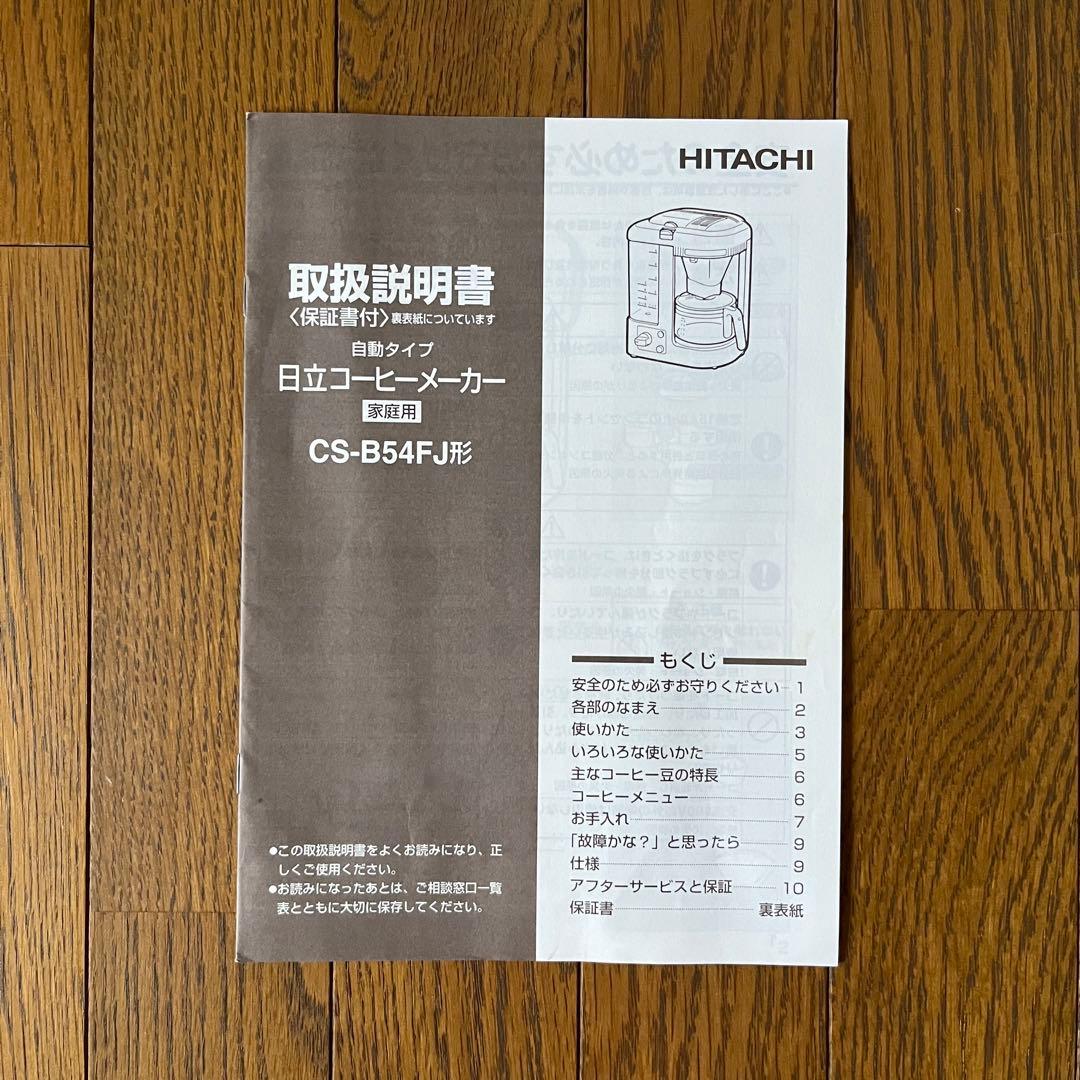 HITACHI
取扱説明書
〈保証書付〉裏表紙についています
自動タイプ
日立コーヒーメーカー
家庭用
CS-B54FJ形
●この取扱説明書をよくお読みになり、正
しくご使用ください。
●お読みになったあとは、ご相談窓口一覧
表とともに大切に保存してください。
もくじ
安全のため必ずお守りください 1
各部のなまえ 2
使いかた 3
いろいろな使いかた 5
主なコーヒー豆の特長 6
コーヒーメニュー 6
お手入れ 7
「故障かな？」と思ったら 9
仕様 9
アフターサービスと保証 10
保証書 裏表紙